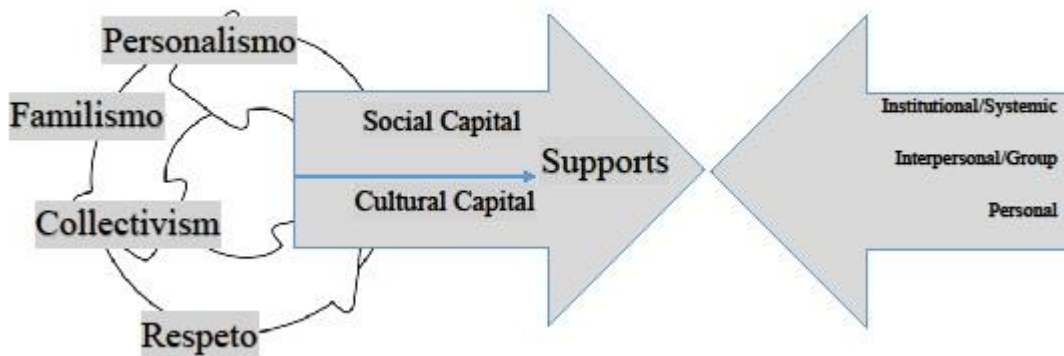 Personalismo
Familismo
Collectivism
Respeto
Social Capital
Cultural Capital
Supports
Institutional/Systemic
Interpersonal/Group
Personal